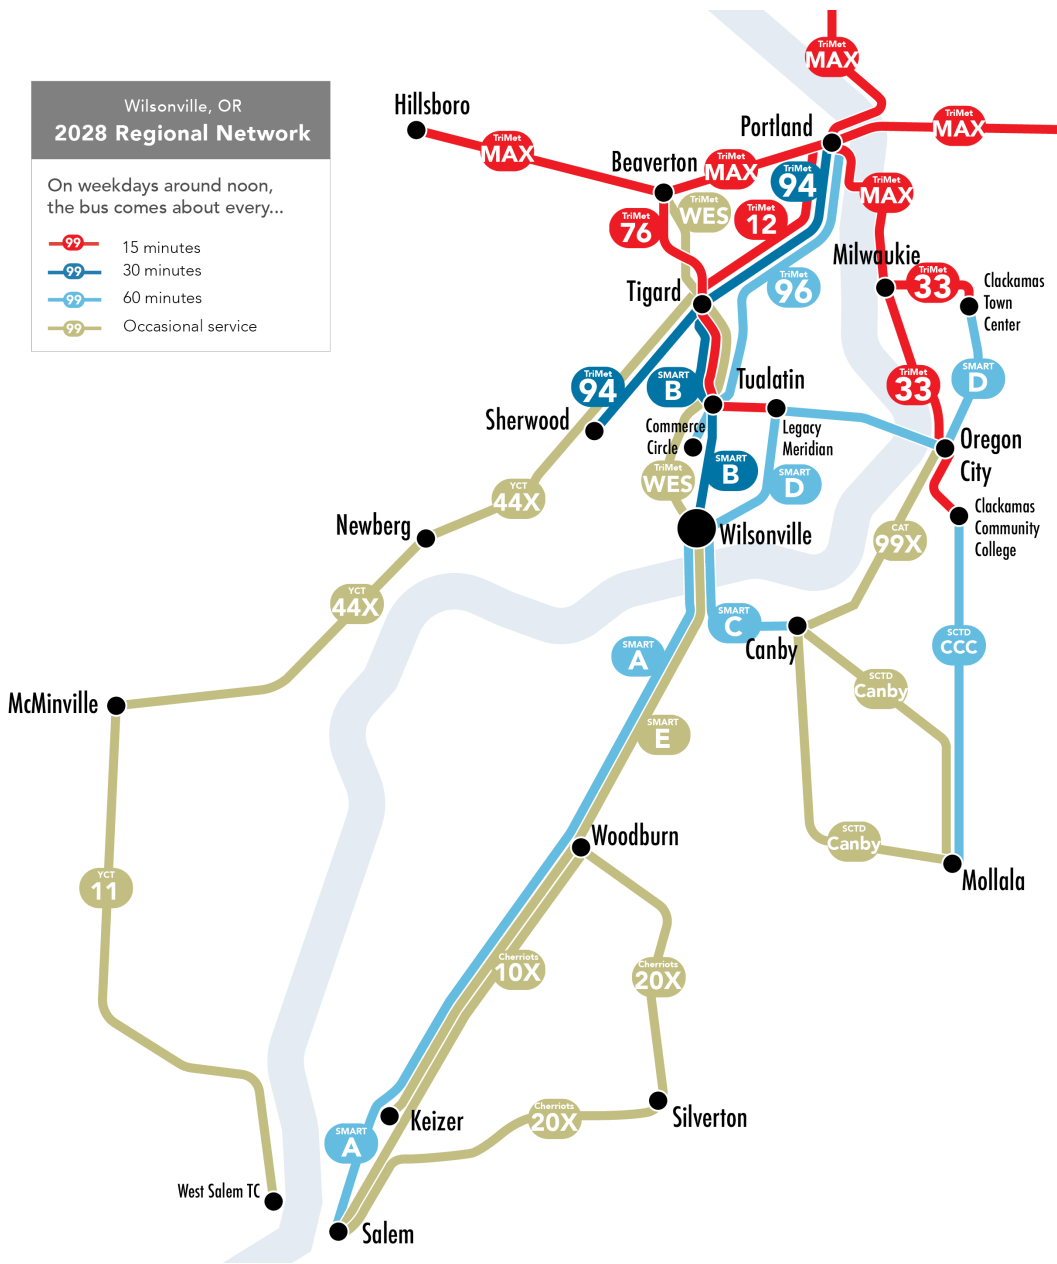 Wilsonville, OR
2028 Regional Network
On weekdays around noon,
the bus comes about every...
99 15 minutes
99 30 minutes
99 60 minutes
99 Occasional service
TriMet
MAX
Hillsboro
TriMet
MAX
Portland
TriMet
MAX
Beaverton
TriMet
MAX
TriMet
94
TriMet
MAX
TriMet
76
TriMet
WES
TriMet
12
Milwaukie
TriMet
33
Clackamas
Town
Center
Tigard
TriMet
96
TriMet
94
SMART
B
Tualatin
TriMet
33
SMART
D
Sherwood
Commerce
Circle
Legacy
Meridian
Oregon
City
TriMet
WES
SMART
B
SMART
D
YCT
44X
Newberg
Wilsonville
CAT
99X
Clackamas
Community
College
YCT
44X
SMART
C
Canby
SMART
A
SCTD
CCC
SCTD
Canby
McMinville
SMART
E
Woodburn
SCTD
Canby
Mollala
YCT
11
Cherriots
10X
Cherriots
20X
Keizer
Cherriots
20X
Silverton
SMART
A
West Salem TC
Salem